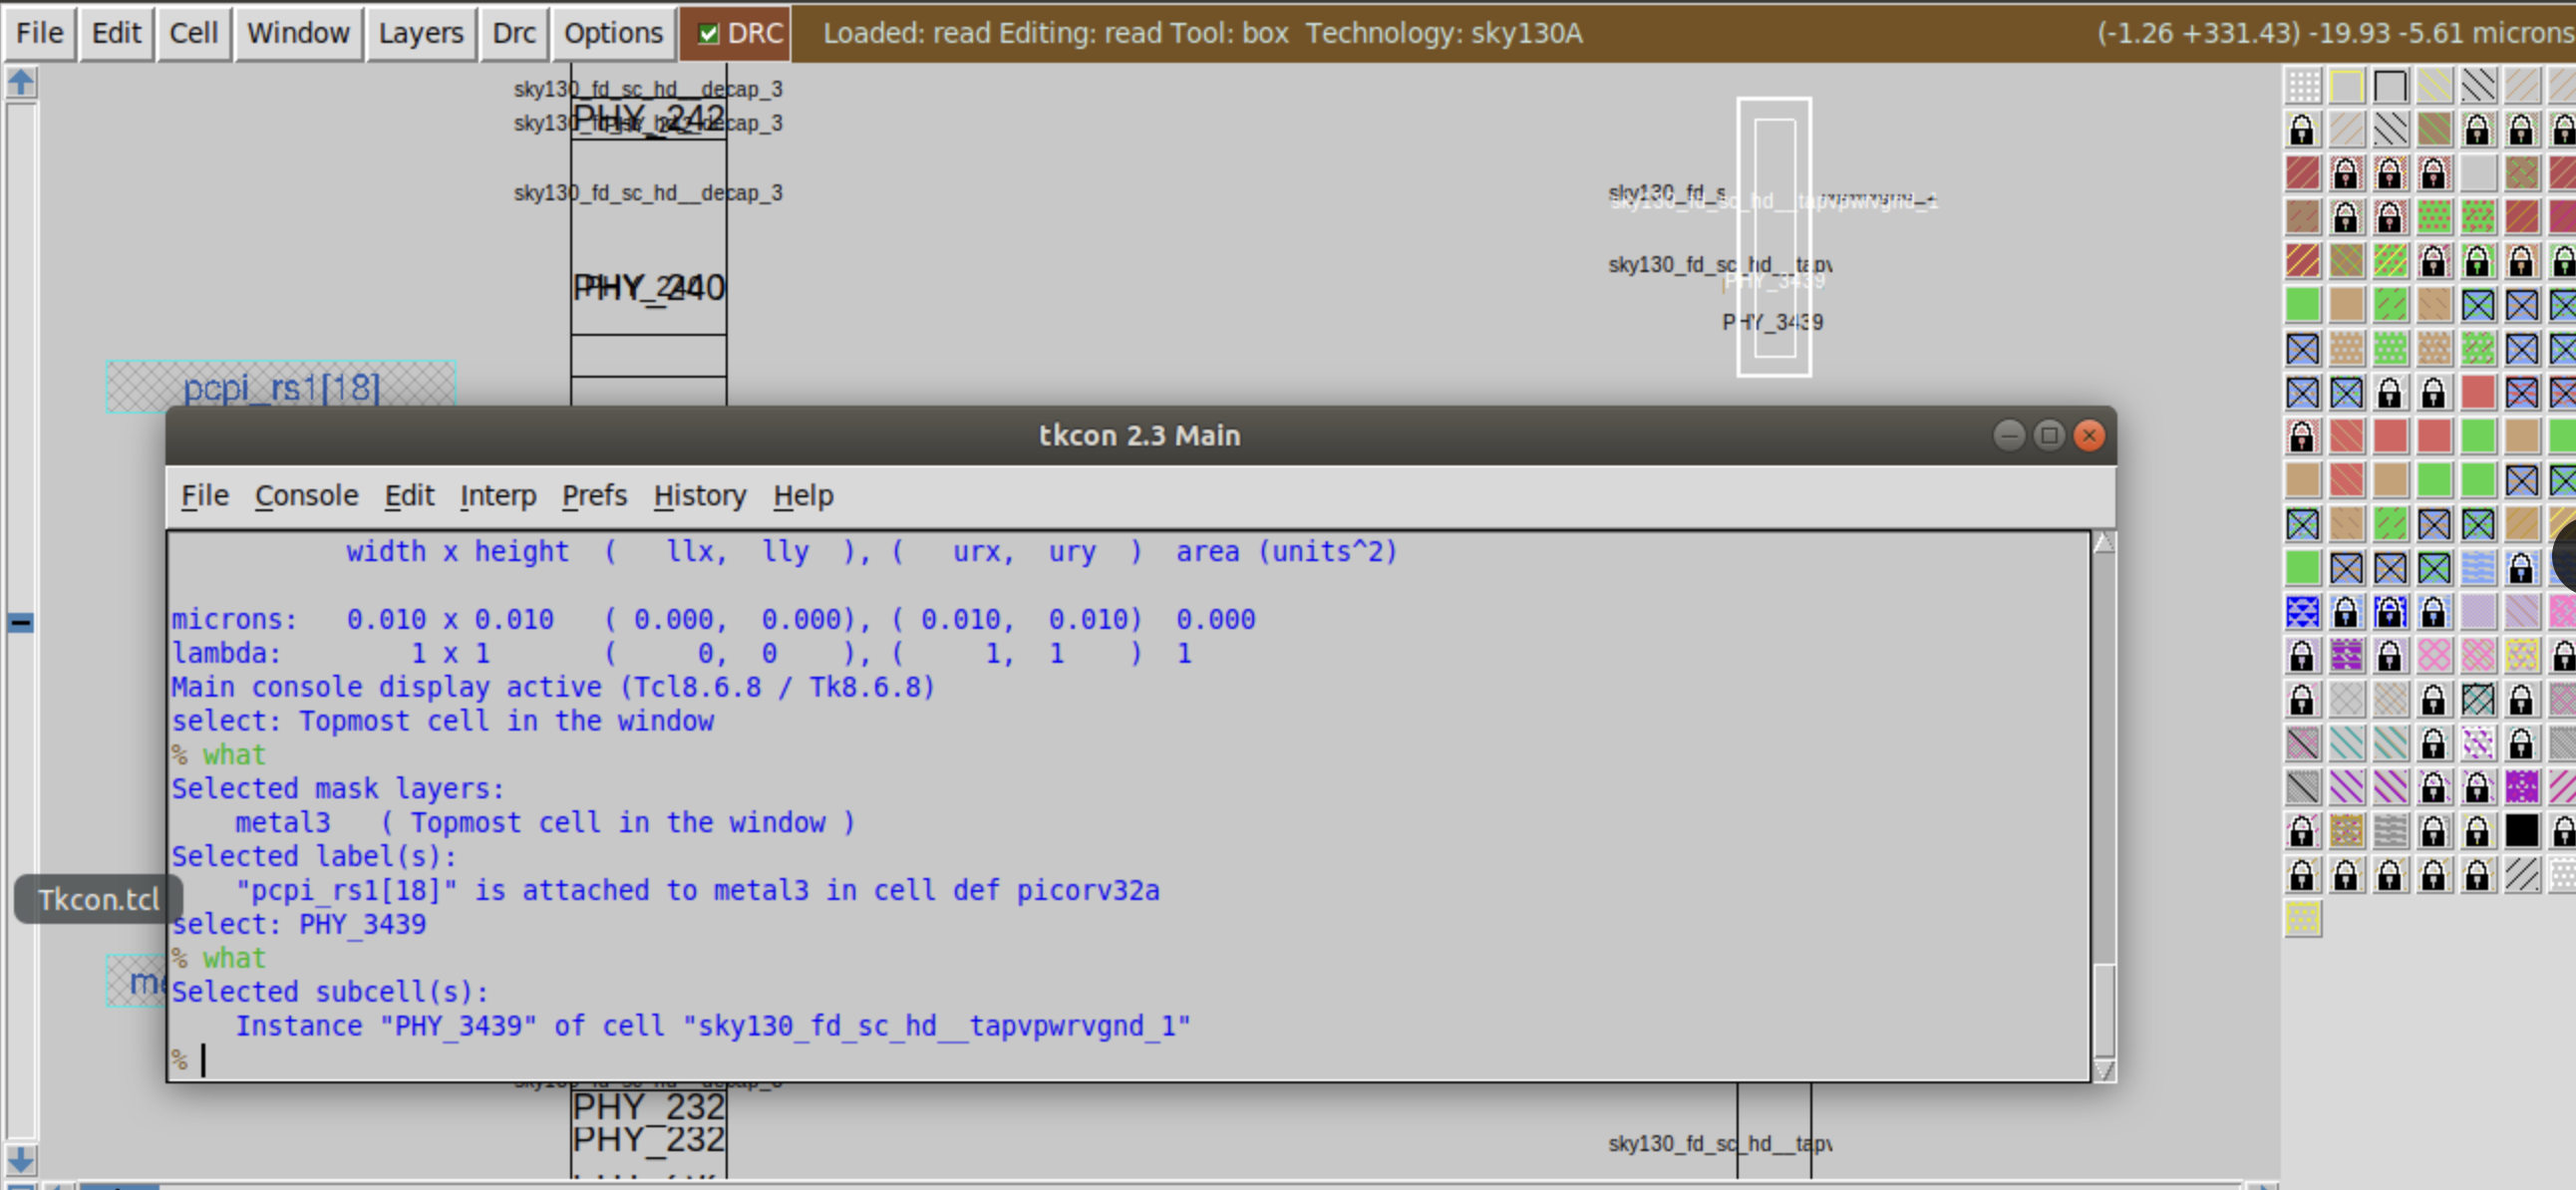 File Edit Cell Window Layers Drc Options DRC Loaded: read Editing: read Tool: box Technology: sky130A (-1.26 +331.43) -19.93 -5.61 microns
sky130_fd_sc_hd__decap_3
PHY_242
sky130_fd_sc_hd__decap_3
sky130_fd_sc_hd__decap_3
sky130_fd_s
sky130_fd_sc_hd__tapvpwrvgnd_1
sky130_fd_sc_hd__tapv
PHY_240
PHY_3439
PHY_3439
pcpi_rs1[18]
tkcon 2.3 Main
File Console Edit Interp Prefs History Help
width x height ( llx, lly ), ( urx, ury ) area (units^2)
microns: 0.010 x 0.010 ( 0.000, 0.000), ( 0.010, 0.010) 0.000
lambda: 1 x 1 ( 0, 0 ), ( 1, 1 ) 1
Main console display active (Tcl8.6.8 / Tk8.6.8)
select: Topmost cell in the window
% what
Selected mask layers:
metal3 ( Topmost cell in the window )
Selected label(s):
"pcpi_rs1[18]" is attached to metal3 in cell def picorv32a
select: PHY_3439
% what
Selected subcell(s):
Instance "PHY_3439" of cell "sky130_fd_sc_hd__tapvpwrvgnd_1"
%
Tkcon.tcl
PHY_232
PHY_232
sky130_fd_sc_hd__tapv